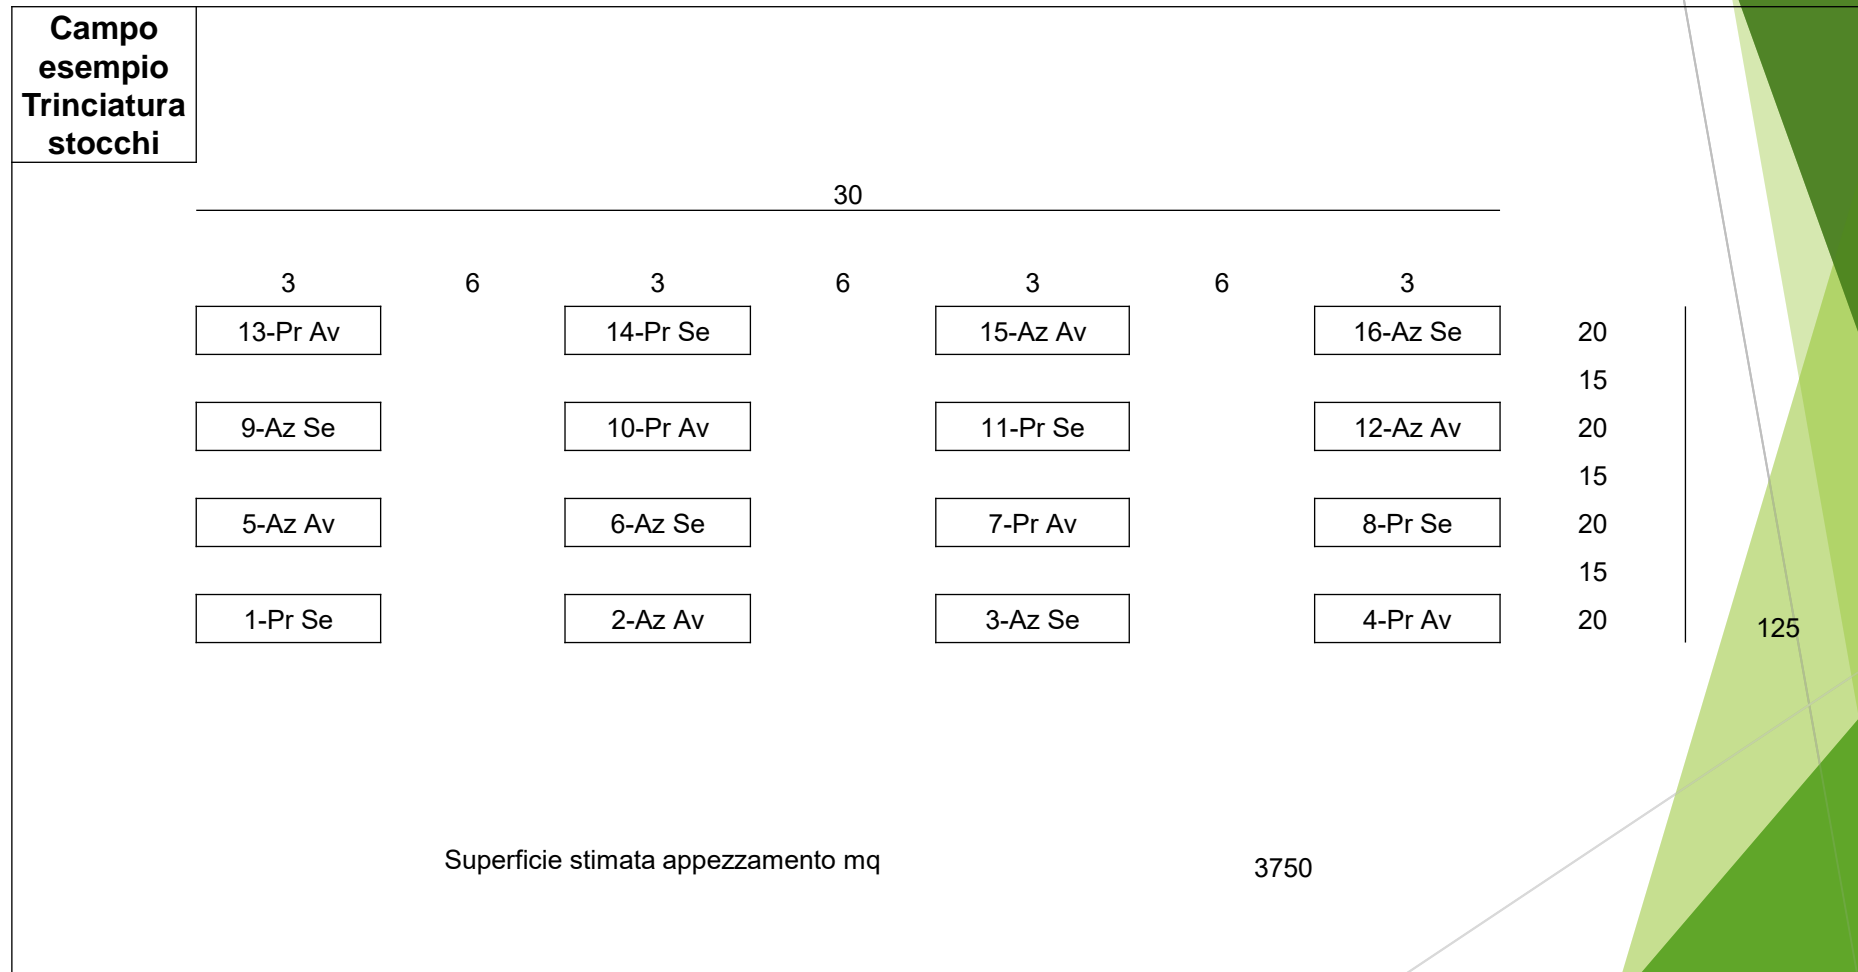 Campo
esempio
Trinciatura
stocchi
30
3 6 3 6 3 6 3
13-Pr Av 14-Pr Se 15-Az Av 16-Az Se 20
15
9-Az Se 10-Pr Av 11-Pr Se 12-Az Av 20
15
5-Az Av 6-Az Se 7-Pr Av 8-Pr Se 20
15
1-Pr Se 2-Az Av 3-Az Se 4-Pr Av 20
125
Superficie stimata appezzamento mq 3750